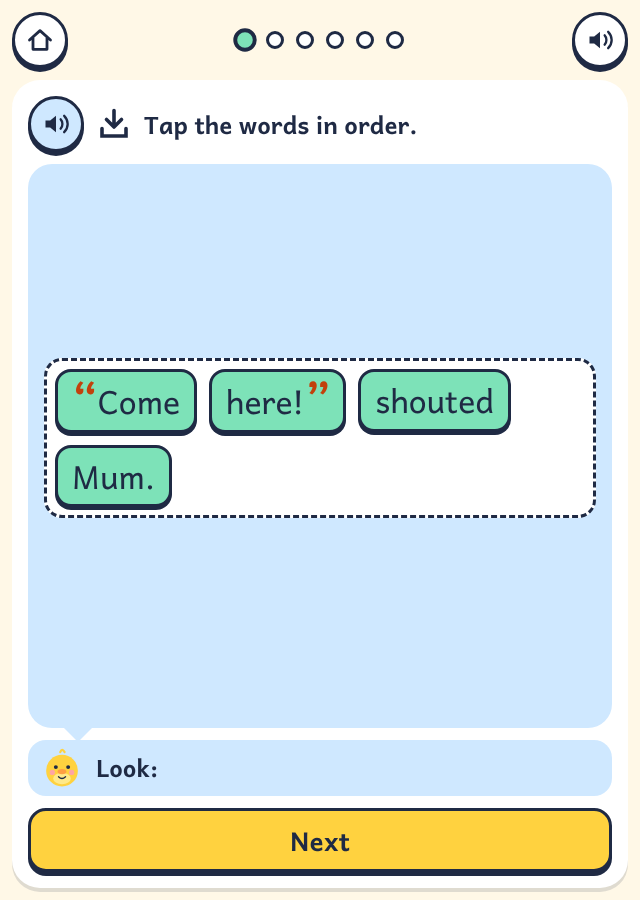 Tap the words in order.
“Come here!” shouted
Mum.
Look:
Next